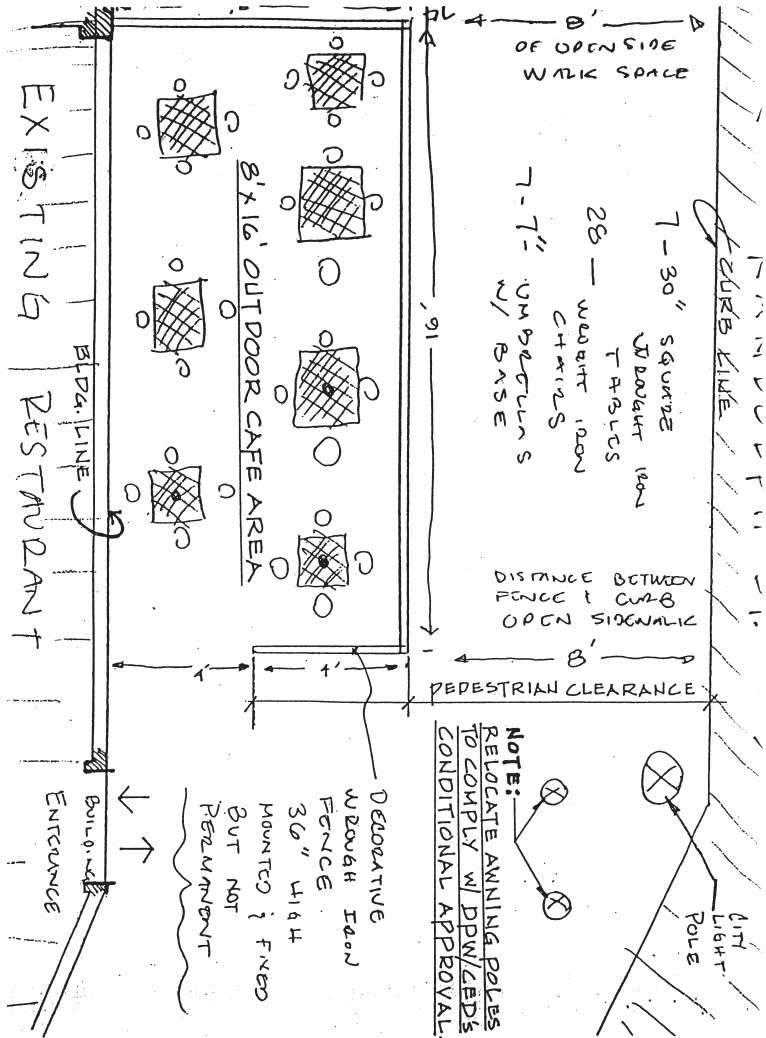 8'
OF OPEN SIDE
WALK SPACE
CURB LINE
7 - 30" SQUARE
WROUGHT IRON
TABLES
28 — WROUGHT IRON
CHAIRS
7 - 7' UMBRELLAS
W/ BASE
16'
8'X16' OUTDOOR CAFE AREA
EXISTING RESTAURANT
BLDG. LINE
DISTANCE BETWEEN
FENCE & CURB
OPEN SIDEWALK
8'
4'
4'
PEDESTRIAN CLEARANCE
NOTE:
RELOCATE AWNING POLES
TO COMPLY W/ DPW/CED'S
CONDITIONAL APPROVAL.
CITY
LIGHT
POLE
DECORATIVE
WROUGH IRON
FENCE
36" HIGH
MOUNTED & FIXED
BUT NOT
PERMANENT
BUILDING
ENTERANCE